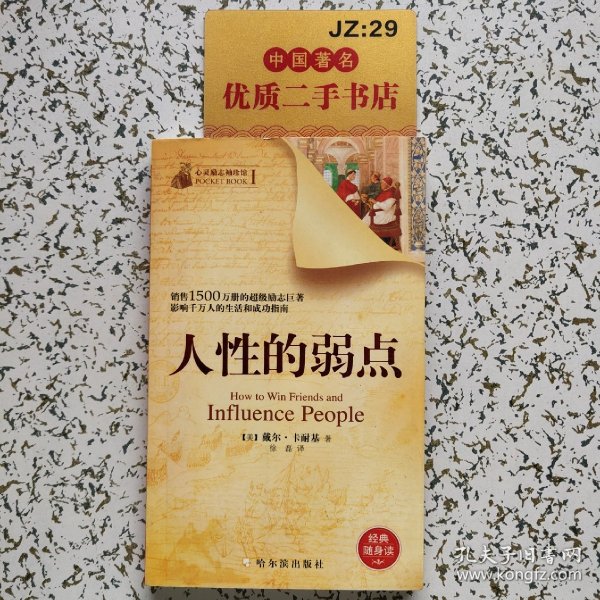 JZ:29
中国著名
优质二手书店
心灵励志袖珍馆
POCKET BOOK I
销售1500万册的超级励志巨著
影响千万人的生活和成功指南
人性的弱点
How to Win Friends and
Influence People
【美】戴尔·卡耐基 著
徐磊 译
经典
随身读
哈尔滨出版社
孔夫子旧书网
www.kongfz.com